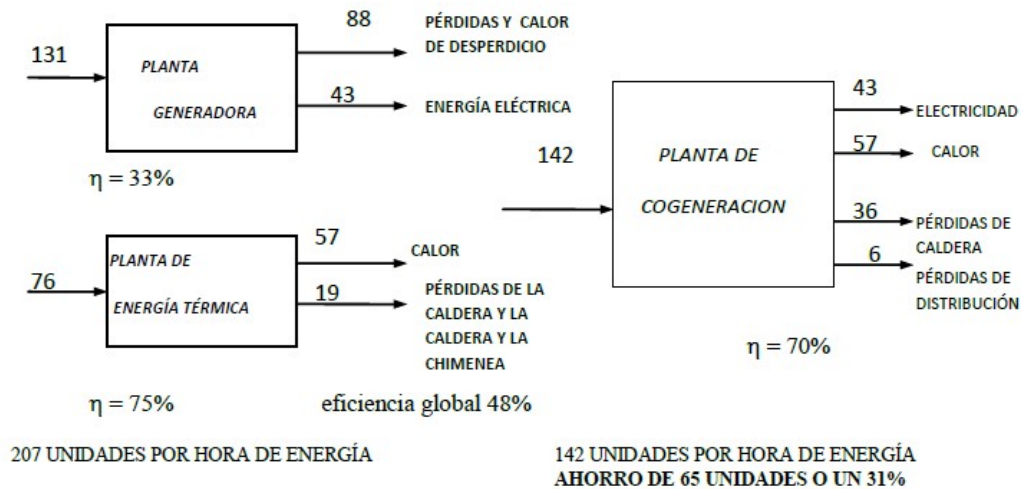 131
PLANTA
GENERADORA
88
PÉRDIDAS Y CALOR
DE DESPERDICIO
43
ENERGÍA ELÉCTRICA
η = 33%
76
PLANTA DE
ENERGÍA TÉRMICA
57
CALOR
19
PÉRDIDAS DE LA
CALDERA Y LA
CALDERA Y LA
CHIMENEA
η = 75%
eficiencia global 48%
207 UNIDADES POR HORA DE ENERGÍA
142
PLANTA DE
COGENERACION
43
ELECTRICIDAD
57
CALOR
36
PÉRDIDAS DE
CALDERA
6
PÉRDIDAS DE
DISTRIBUCIÓN
η = 70%
142 UNIDADES POR HORA DE ENERGÍA
AHORRO DE 65 UNIDADES O UN 31%